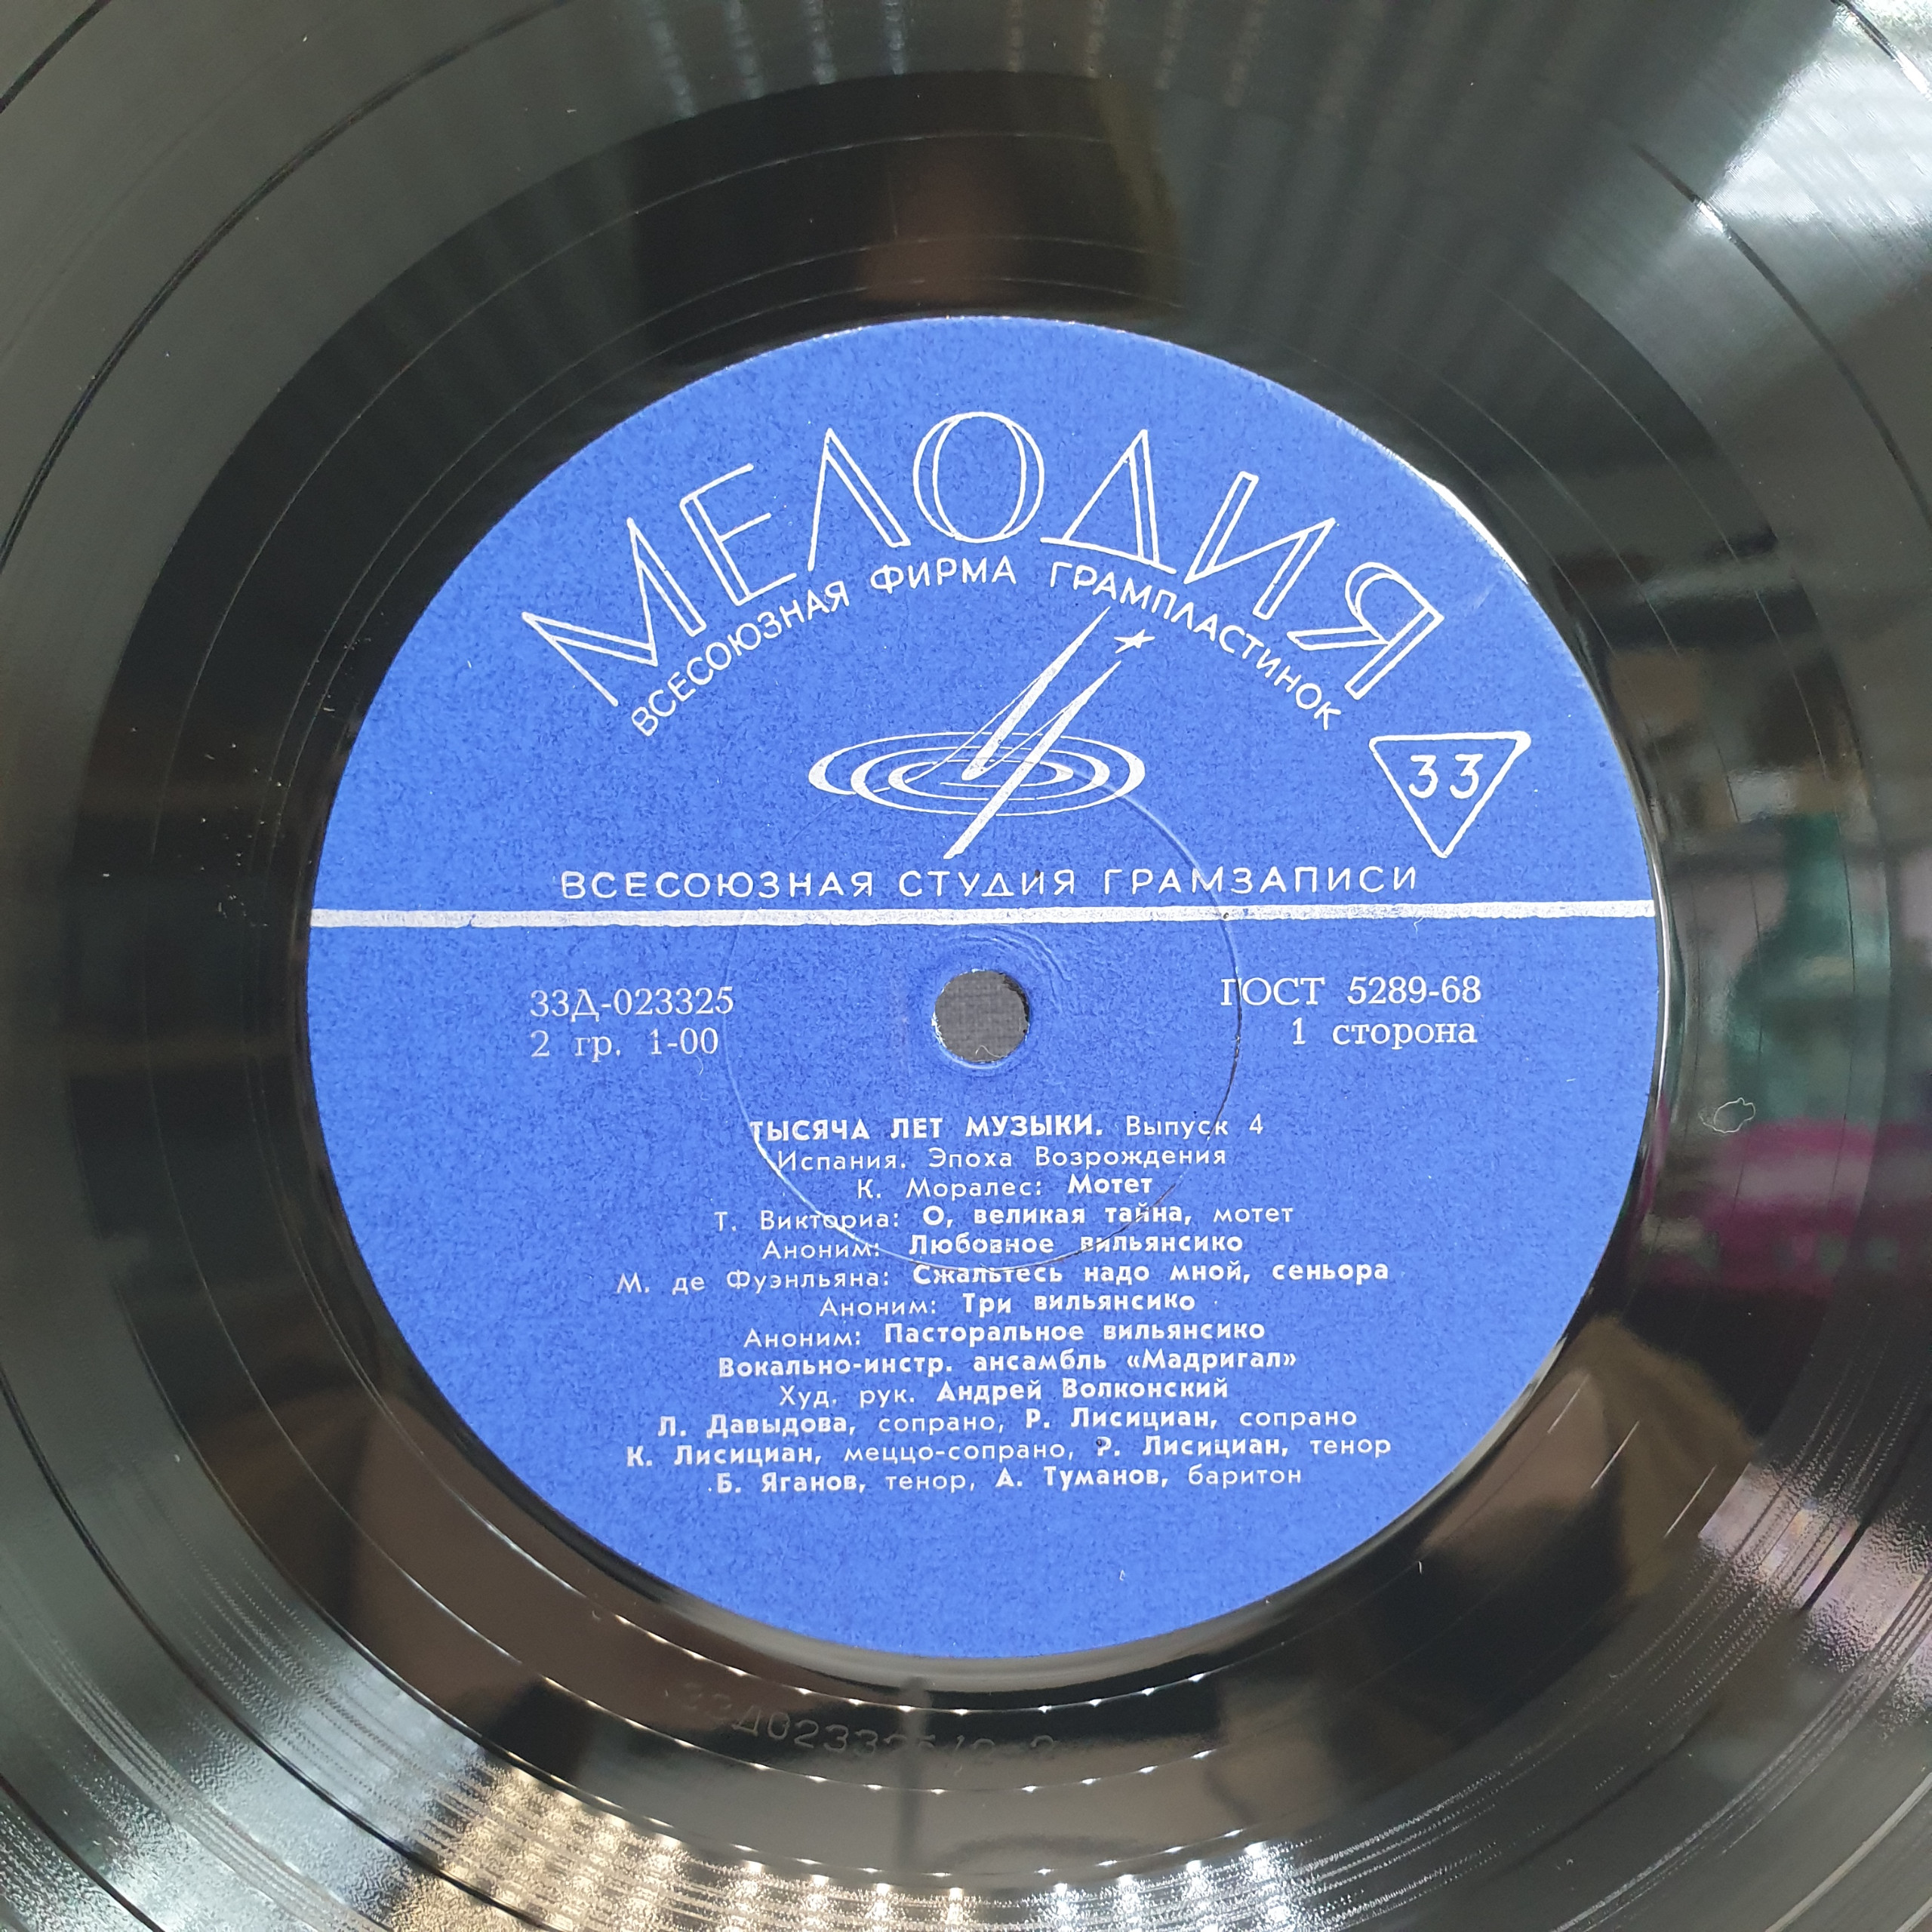 МЕЛОДИЯ
ВСЕСОЮЗНАЯ ФИРМА ГРАМПЛАСТИНОК
33
ВСЕСОЮЗНАЯ СТУДИЯ ГРАМЗАПИСИ
33Д-023325 ГОСТ 5289-68
2 гр. 1-00 1 сторона
ТЫСЯЧА ЛЕТ МУЗЫКИ. Выпуск 4
Испания. Эпоха Возрождения
К. Моралес: Мотет
Т. Викториа: О, великая тайна, мотет
Аноним: Любовное вильянсико
М. де Фуэнльяна: Сжальтесь надо мной, сеньора
Аноним: Три вильянсико
Аноним: Пасторальное вильянсико
Вокально-инстр. ансамбль «Мадригал»
Худ. рук. Андрей Волконский
Л. Давыдова, сопрано, Р. Лисициан, сопрано
К. Лисициан, меццо-сопрано, Р. Лисициан, тенор
Б. Яганов, тенор, А. Туманов, баритон